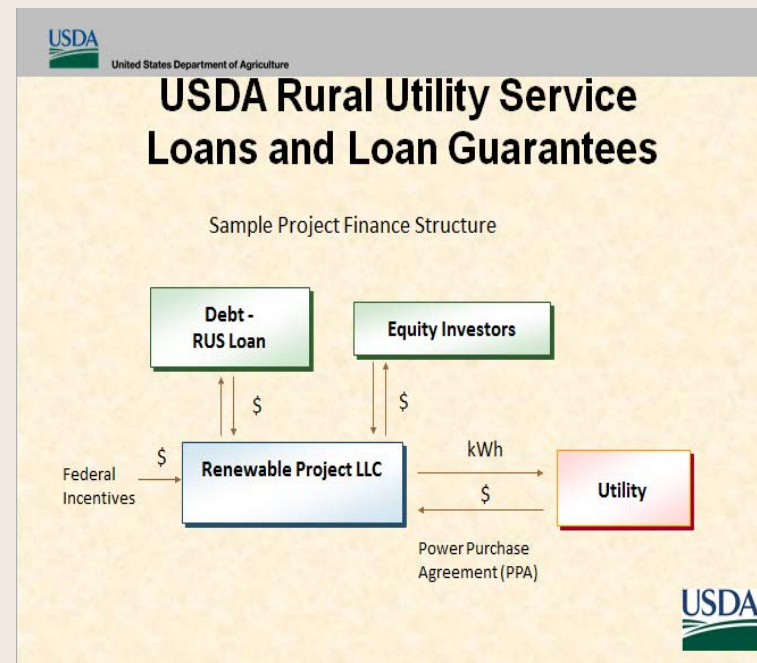 USDA
United States Department of Agriculture
USDA Rural Utility Service
Loans and Loan Guarantees
Sample Project Finance Structure
Debt -
RUS Loan
Equity Investors
$
$
Federal
Incentives
$
Renewable Project LLC
kWh
$
Utility
Power Purchase
Agreement (PPA)
USDA